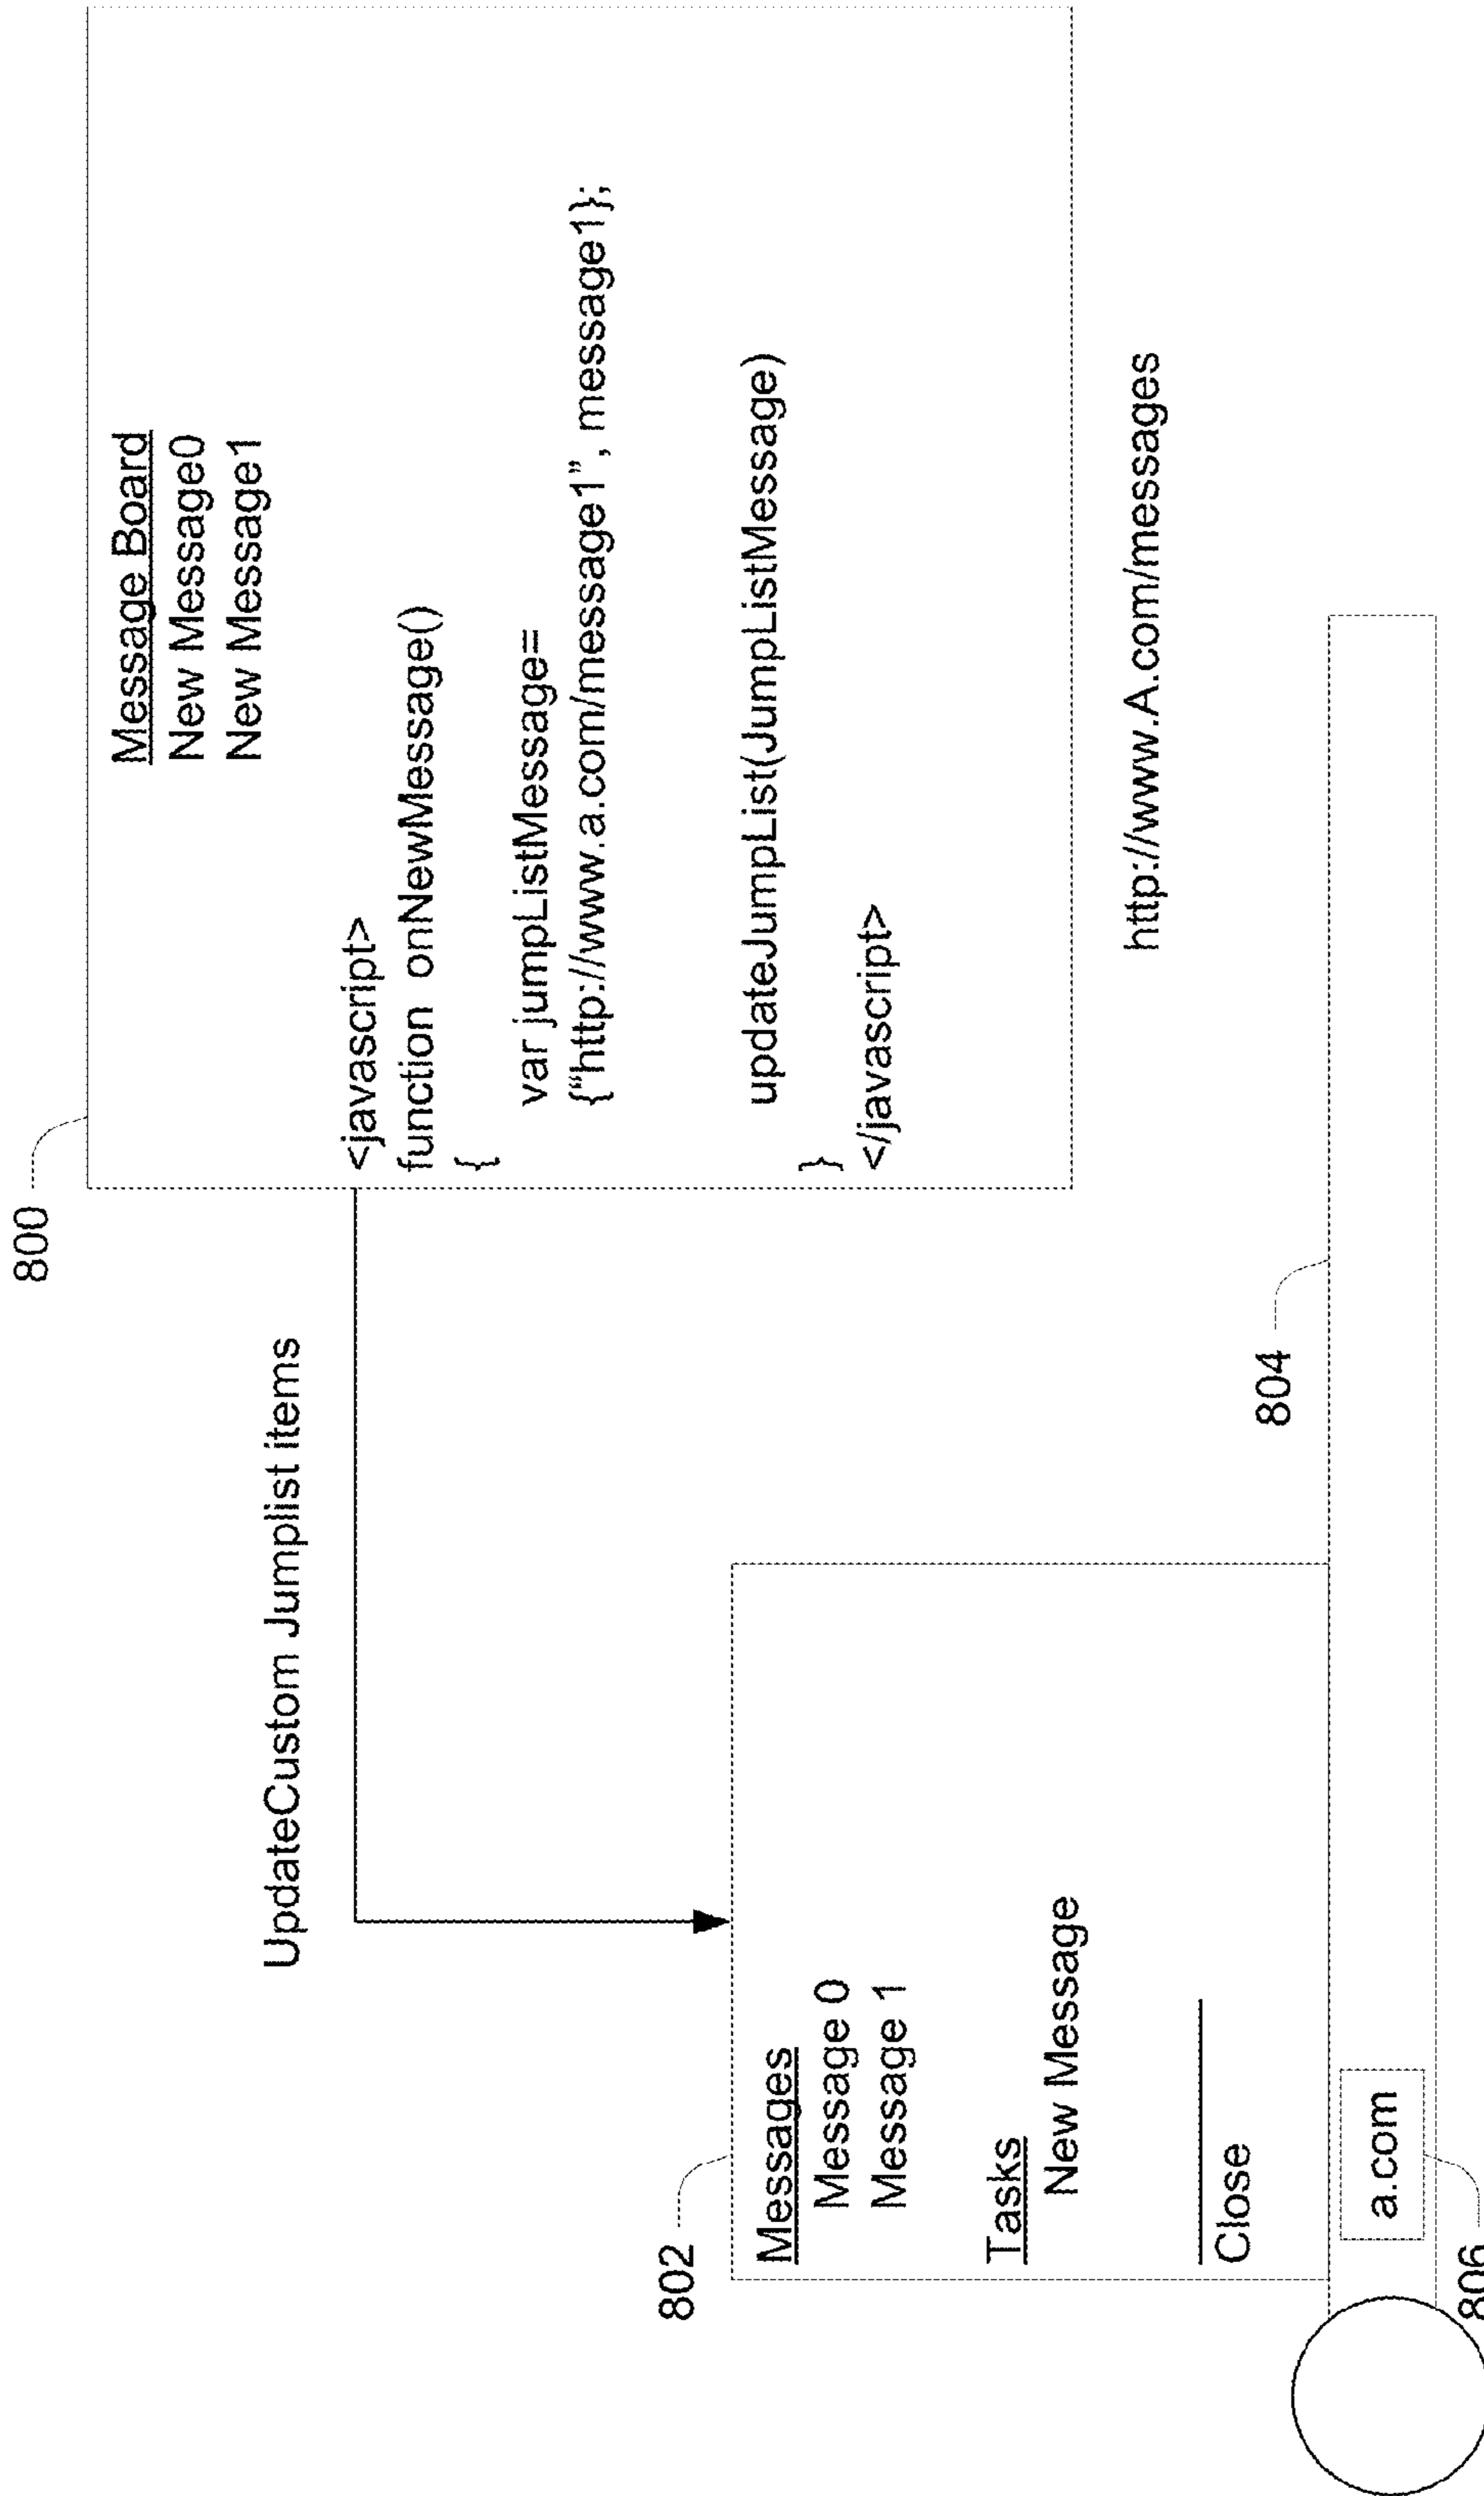 800
Message Board
New Message0
New Message1
<javascript>
function onNewMessage()
{
var jumpListMessage=
{"http://www.a.com/message1", message1};
updateJumpList(JumpListMessage)
}
</javascript>
http://www.A.com/messages
UpdateCustom Jumplist items
802
Messages
Message 0
Message 1
Tasks
New Message
Close
804
a.com
806